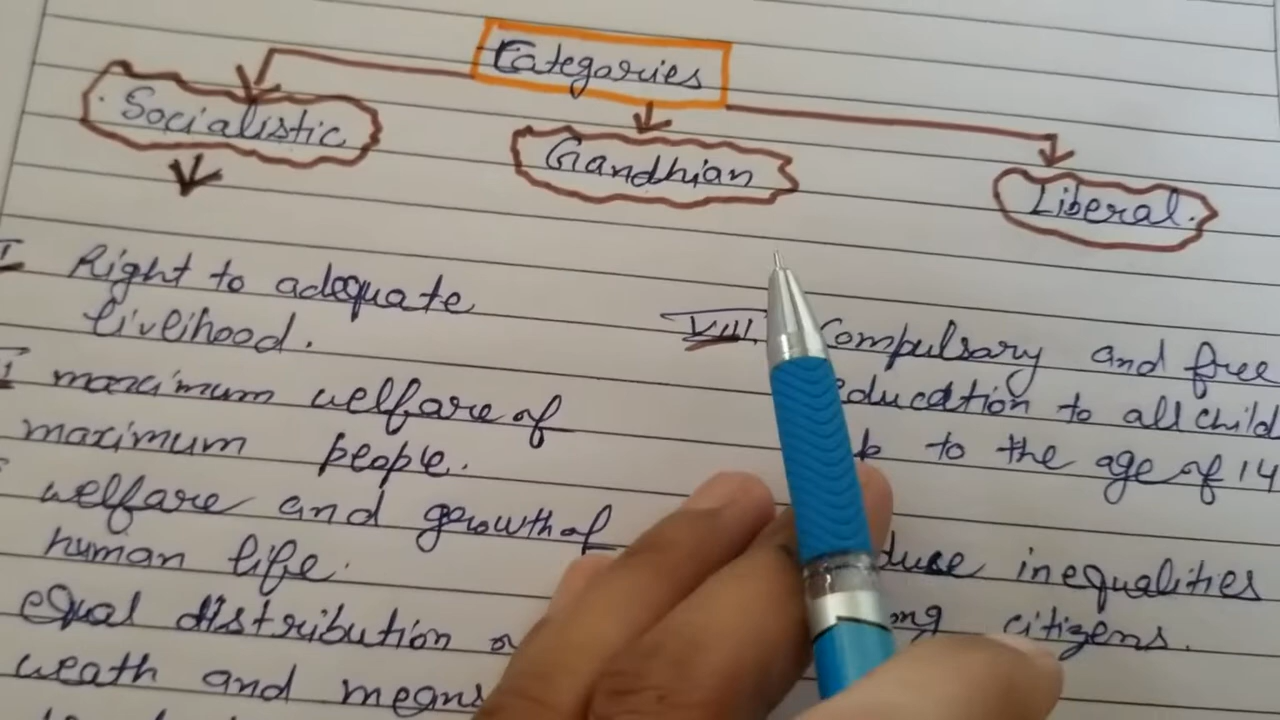 Categories
Socialistic
Gandhian
Liberal.
I Right to adequate
livelihood.
maximum welfare of
maximum people.
welfare and growth of
human life.
equal distribution
weath and means
VIII. Compulsary and free
education to all child
to the age of 14
inequalities
citizens.